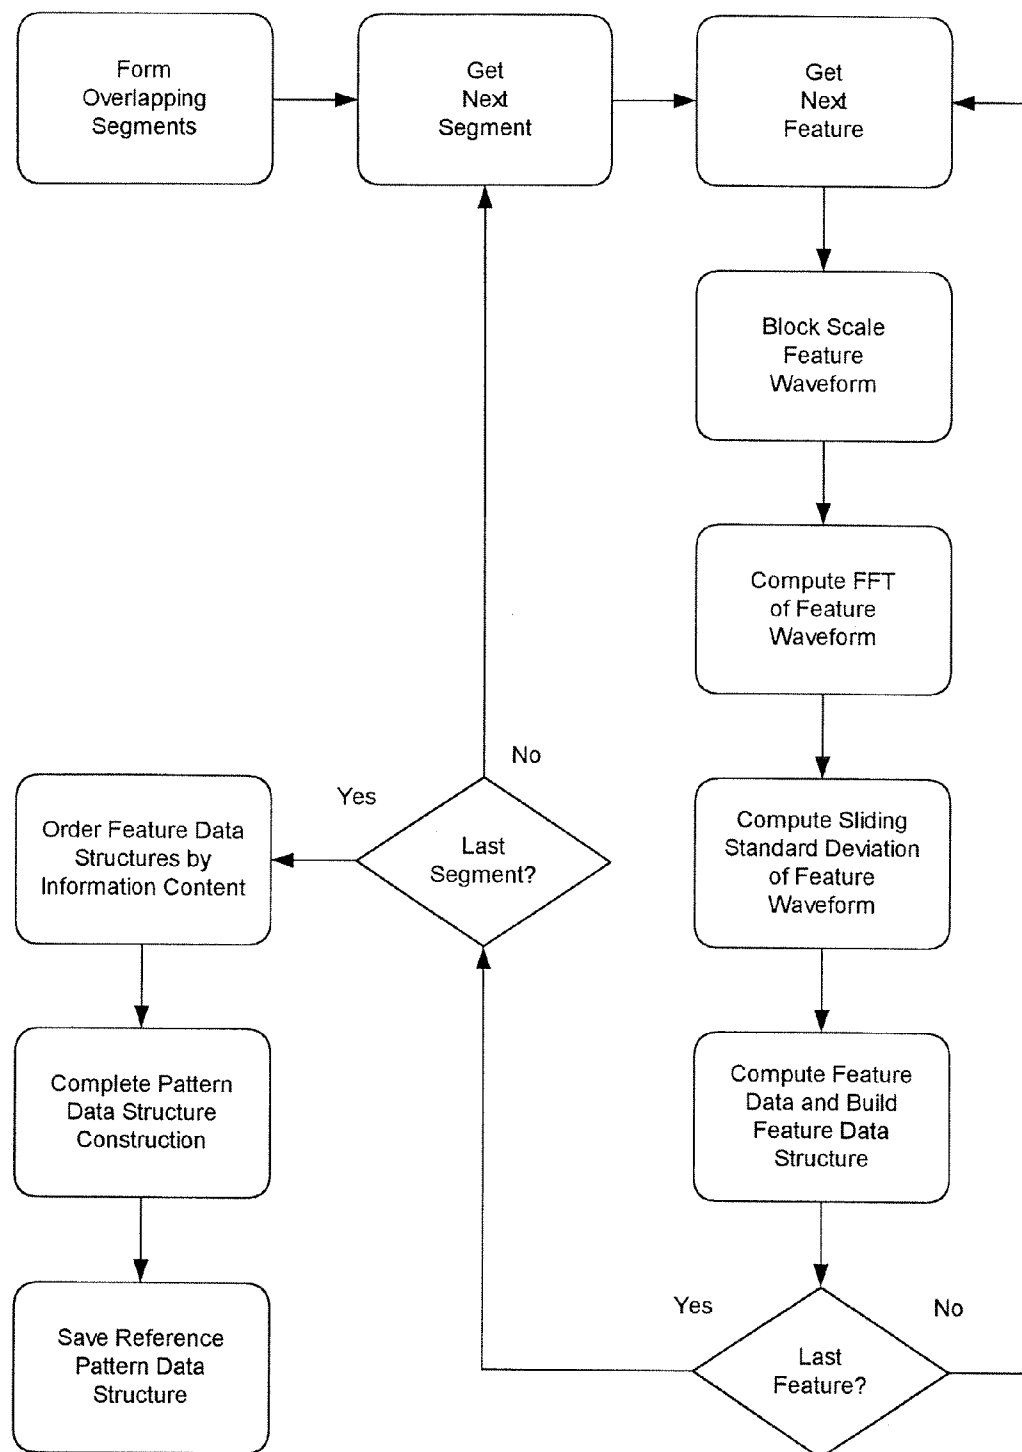 Form
Overlapping
Segments
Get
Next
Segment
Get
Next
Feature
Block Scale
Feature
Waveform
Compute FFT
of Feature
Waveform
No
Yes
Last
Segment?
Order Feature Data
Structures by
Information Content
Compute Sliding
Standard Deviation
of Feature
Waveform
Complete Pattern
Data Structure
Construction
Compute Feature
Data and Build
Feature Data
Structure
Yes
No
Last
Feature?
Save Reference
Pattern Data
Structure